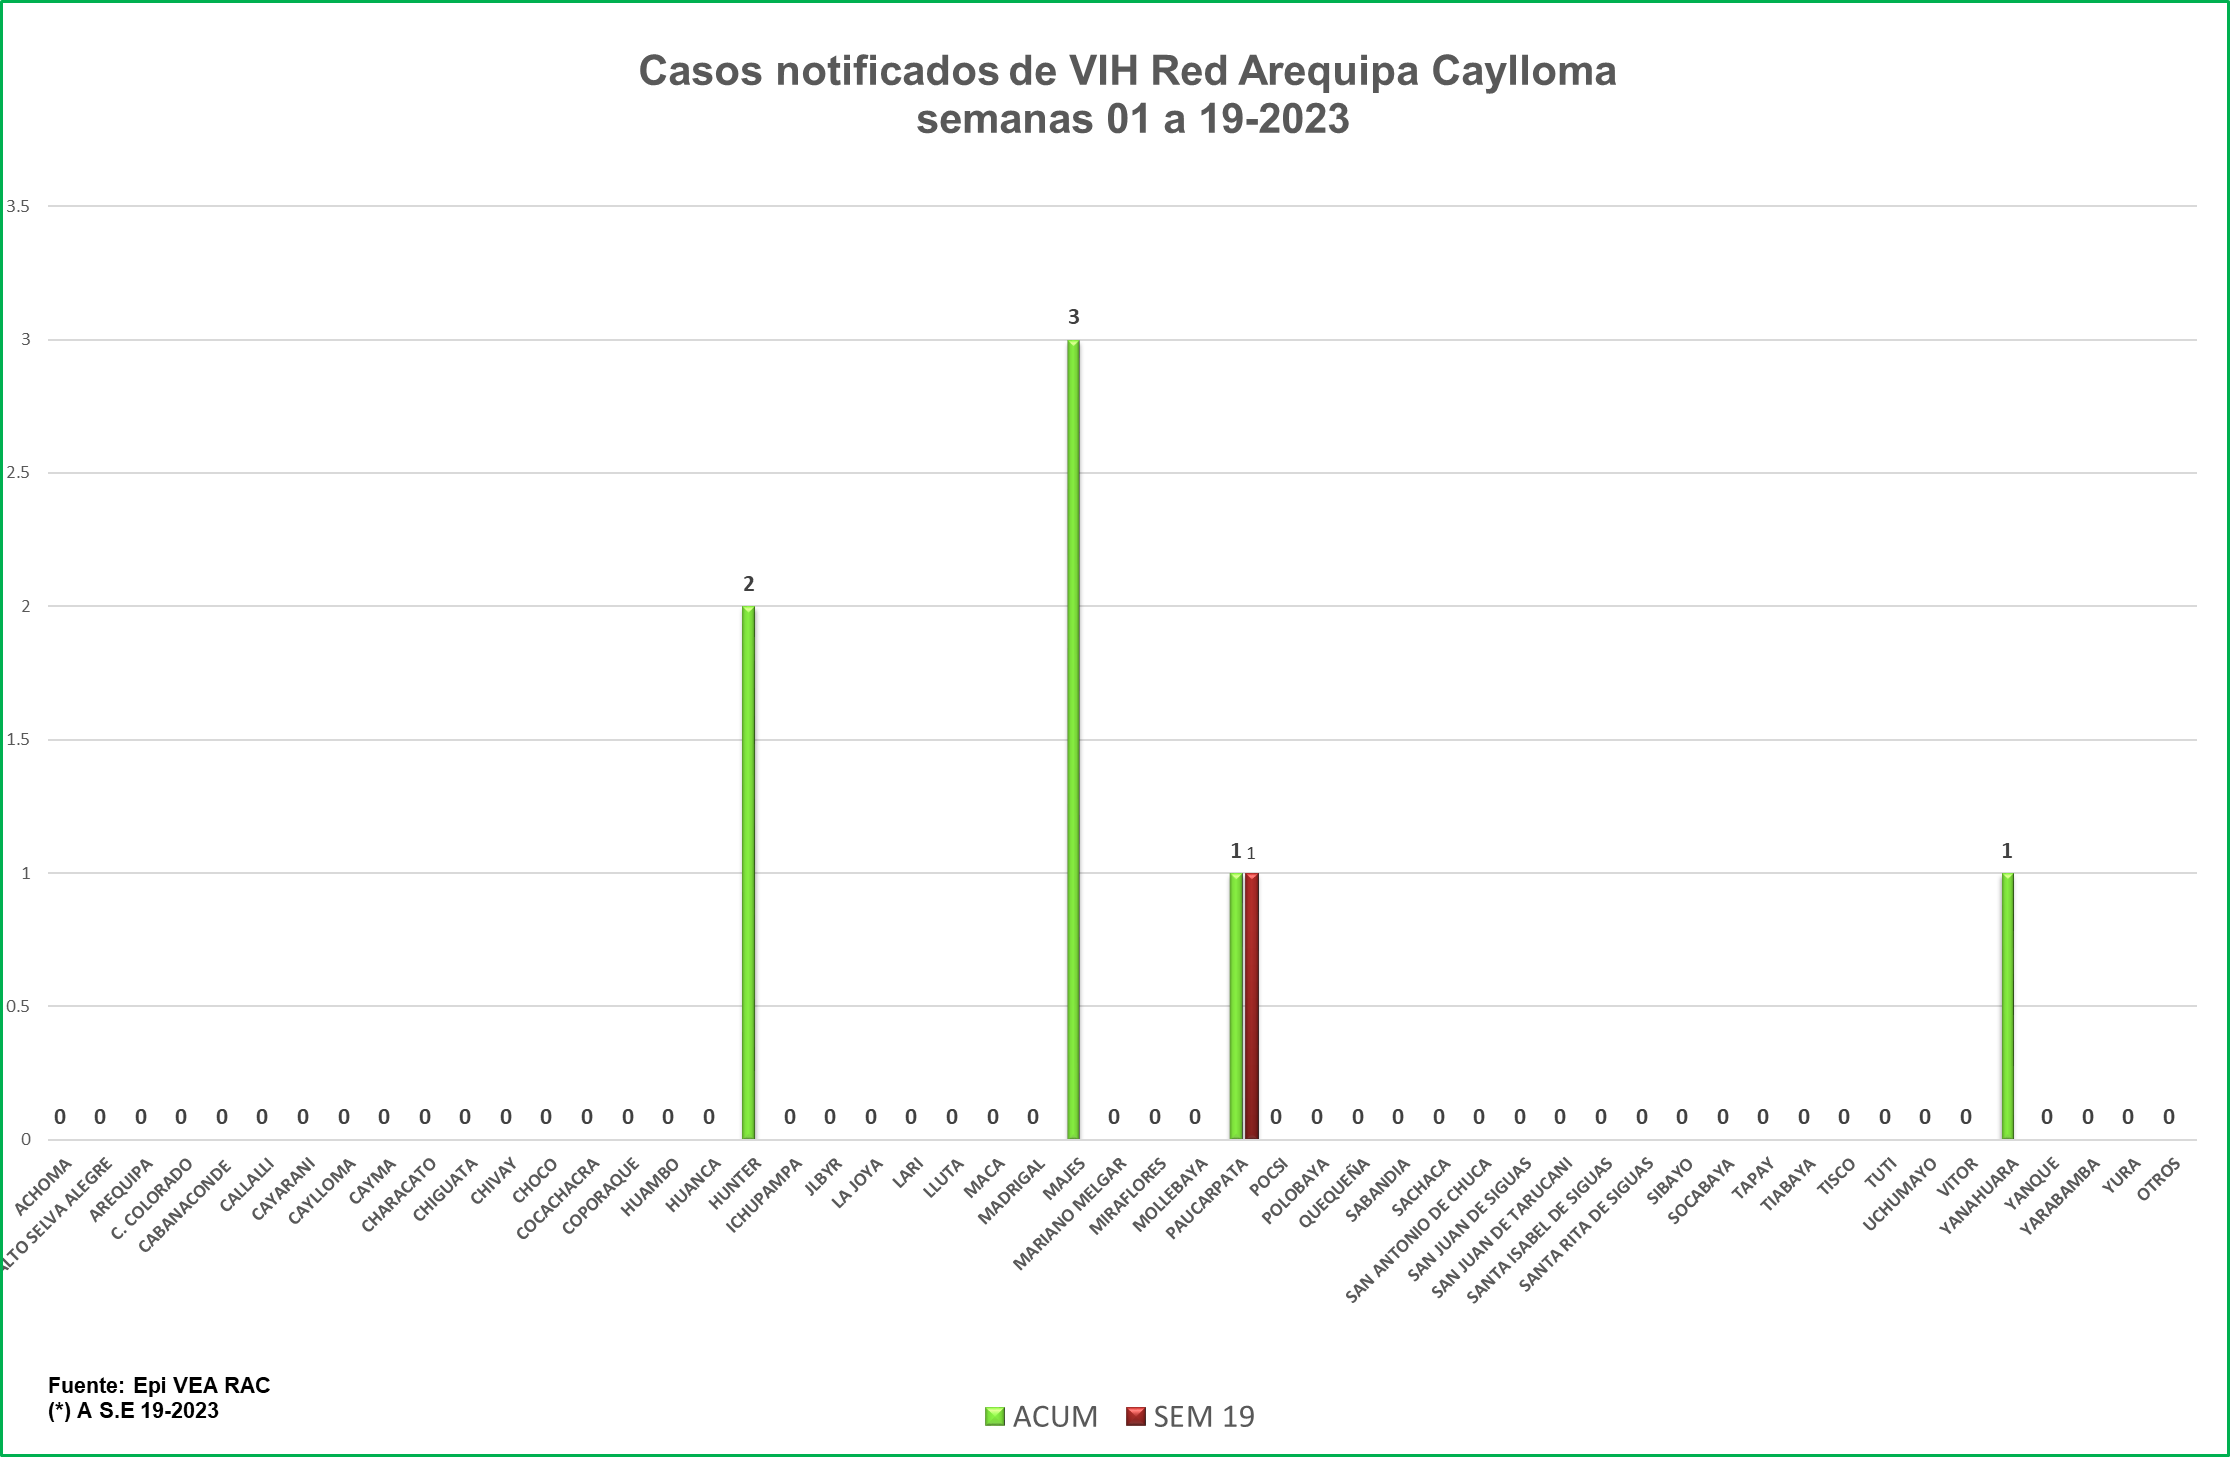 Casos notificados de VIH Red Arequipa Caylloma
semanas 01 a 19-2023
3.5
3
2.5
2
1.5
1
0.5
0
0 0 0 0 0 0 0 0 0 0 0 0 0 0 0 0 0 2 0 0 0 0 0 0 0 3 0 0 0 1 1 0 0 0 0 0 0 0 0 0 0 0 0 0 0 0 0 0 0 1 0 0 0 0
ACHOMA
ALTO SELVA ALEGRE
AREQUIPA
C. COLORADO
CABANACONDE
CALLALLI
CAYARANI
CAYLLOMA
CAYMA
CHARACATO
CHIGUATA
CHIVAY
CHOCO
COCACHACRA
COPORAQUE
HUAMBO
HUANCA
HUNTER
ICHUPAMPA
JLBYR
LA JOYA
LARI
LLUTA
MACA
MADRIGAL
MAJES
MARIANO MELGAR
MIRAFLORES
MOLLEBAYA
PAUCARPATA
POCSI
POLOBAYA
QUEQUEÑA
SABANDIA
SACHACA
SAN ANTONIO DE CHUCA
SAN JUAN DE SIGUAS
SAN JUAN DE TARUCANI
SANTA ISABEL DE SIGUAS
SANTA RITA DE SIGUAS
SIBAYO
SOCABAYA
TAPAY
TIABAYA
TISCO
TUTI
UCHUMAYO
VITOR
YANAHUARA
YANQUE
YARABAMBA
YURA
OTROS
Fuente: Epi VEA RAC
(*) A S.E 19-2023
ACUM SEM 19